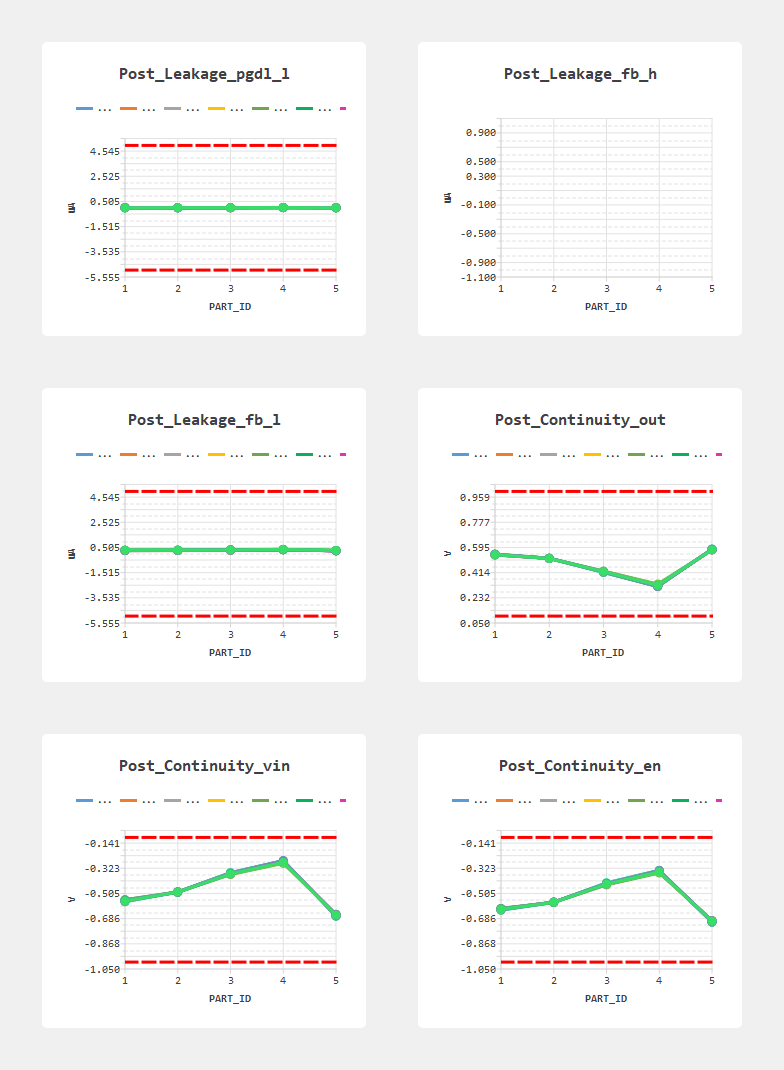 Post_Leakage_pgdl_l
... ... ... ... ... ...
4.545
2.525
0.505
-1.515
-3.535
-5.555
UA
1 2 3 4 5
PART_ID
Post_Leakage_fb_h
0.900
0.500
0.300
-0.100
-0.500
-0.900
-1.100
UA
1 2 3 4 5
PART_ID
Post_Leakage_fb_l
... ... ... ... ... ...
4.545
2.525
0.505
-1.515
-3.535
-5.555
UA
1 2 3 4 5
PART_ID
Post_Continuity_out
... ... ... ... ... ...
0.959
0.777
0.595
0.414
0.232
0.050
V
1 2 3 4 5
PART_ID
Post_Continuity_vin
... ... ... ... ... ...
-0.141
-0.323
-0.505
-0.686
-0.868
-1.050
V
1 2 3 4 5
PART_ID
Post_Continuity_en
... ... ... ... ... ...
-0.141
-0.323
-0.505
-0.686
-0.868
-1.050
V
1 2 3 4 5
PART_ID